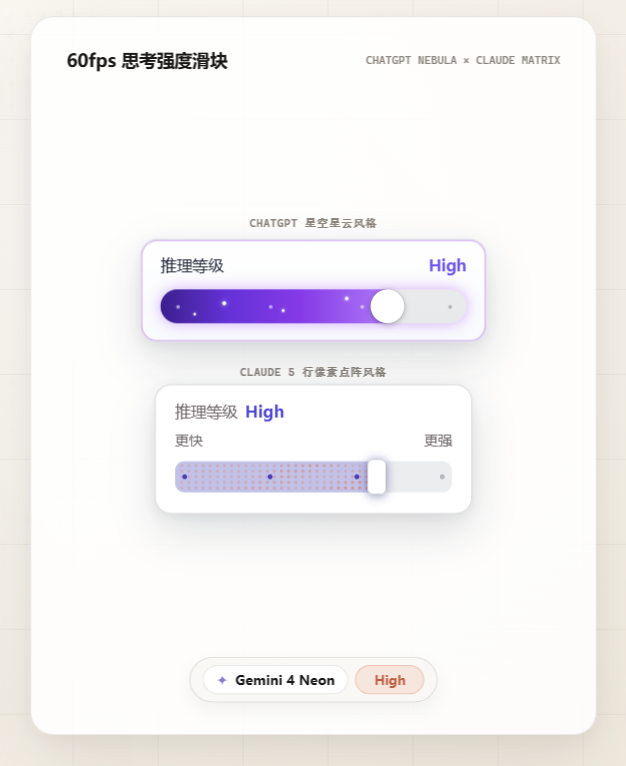 60fps 思考强度滑块
CHATGPT NEBULA × CLAUDE MATRIX
CHATGPT 星空星云风格
推理等级 High
CLAUDE 5 行像素点阵风格
推理等级 High
更快 更强
Gemini 4 Neon High